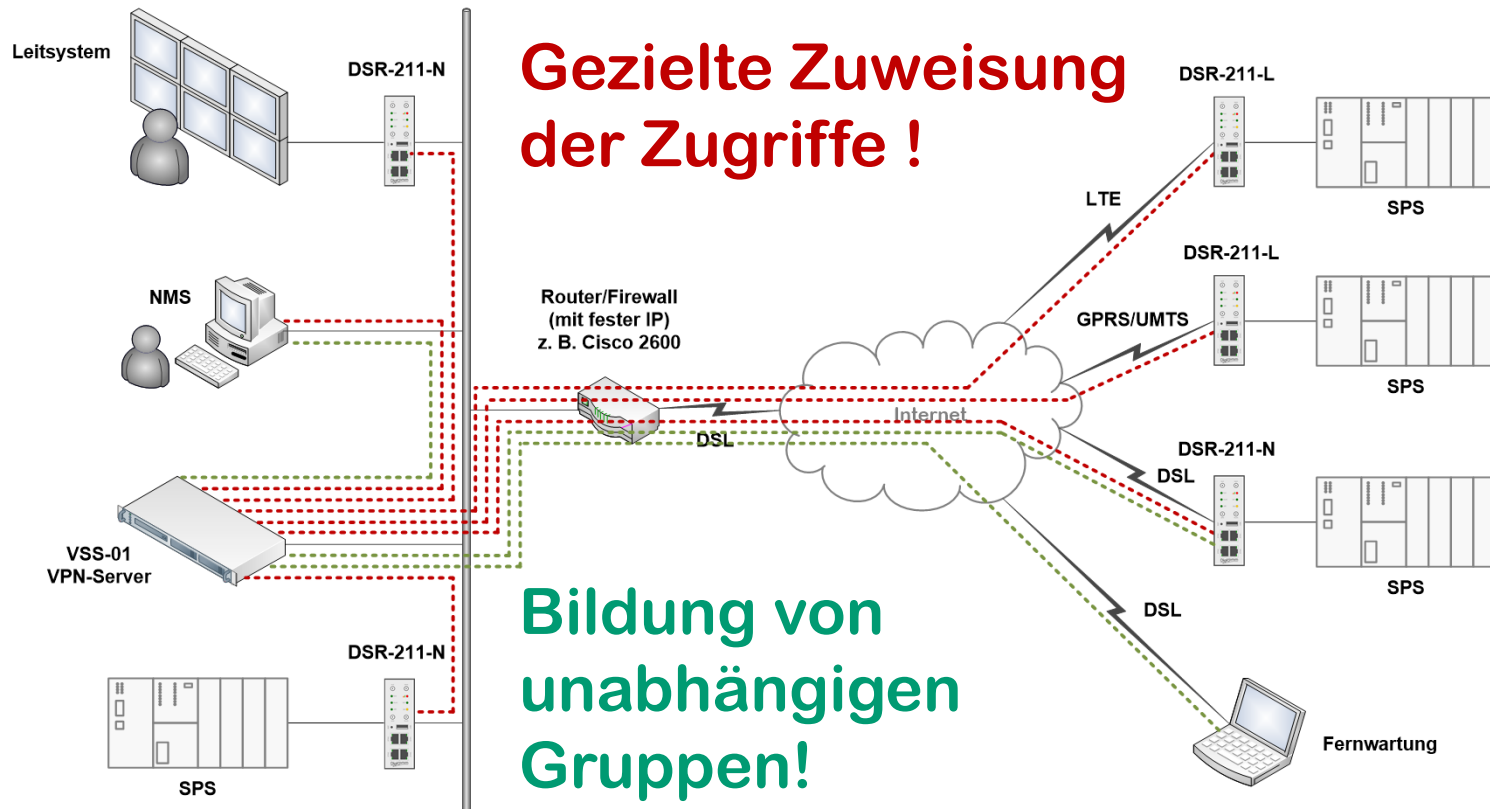 Leitsystem
DSR-211-N
Gezielte Zuweisung
der Zugriffe !
DSR-211-L
SPS
LTE
DSR-211-L
NMS
Router/Firewall
(mit fester IP)
z. B. Cisco 2600
GPRS/UMTS
SPS
Internet
DSL
DSR-211-N
DSL
VSS-01
VPN-Server
SPS
Bildung von
unabhängigen
Gruppen!
DSL
DSR-211-N
Fernwartung
SPS